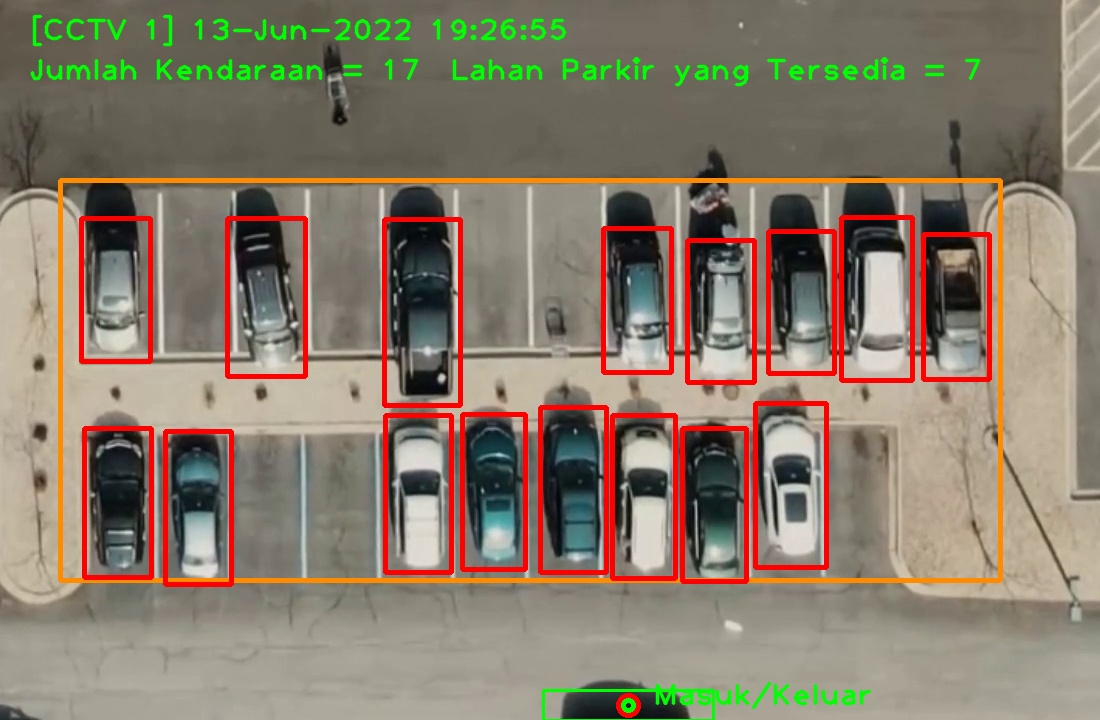 [CCTV 1] 13-Jun-2022 19:26:55
Jumlah Kendaraan = 17  Lahan Parkir yang Tersedia = 7
Masuk/Keluar